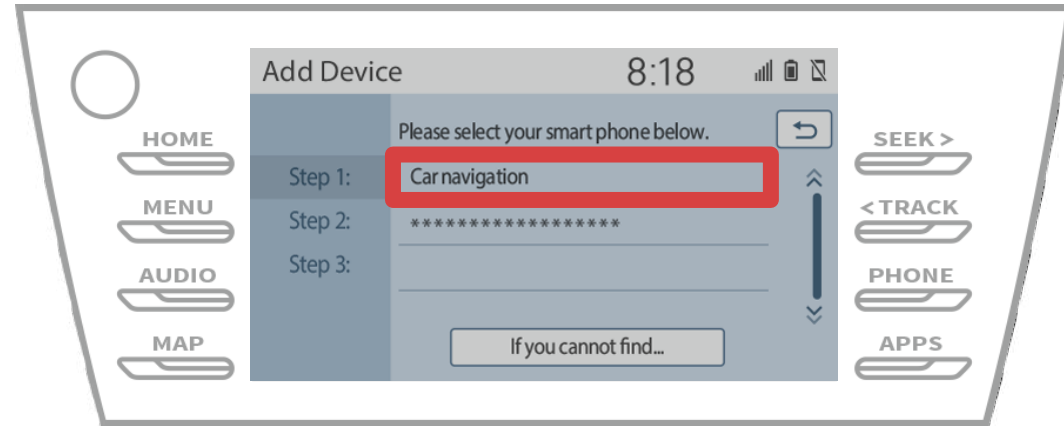 Add Device 8:18
Please select your smart phone below.
HOME
SEEK >
Step 1: Car navigation
MENU
< TRACK
Step 2: ******************
Step 3:
AUDIO
PHONE
MAP
If you cannot find...
APPS